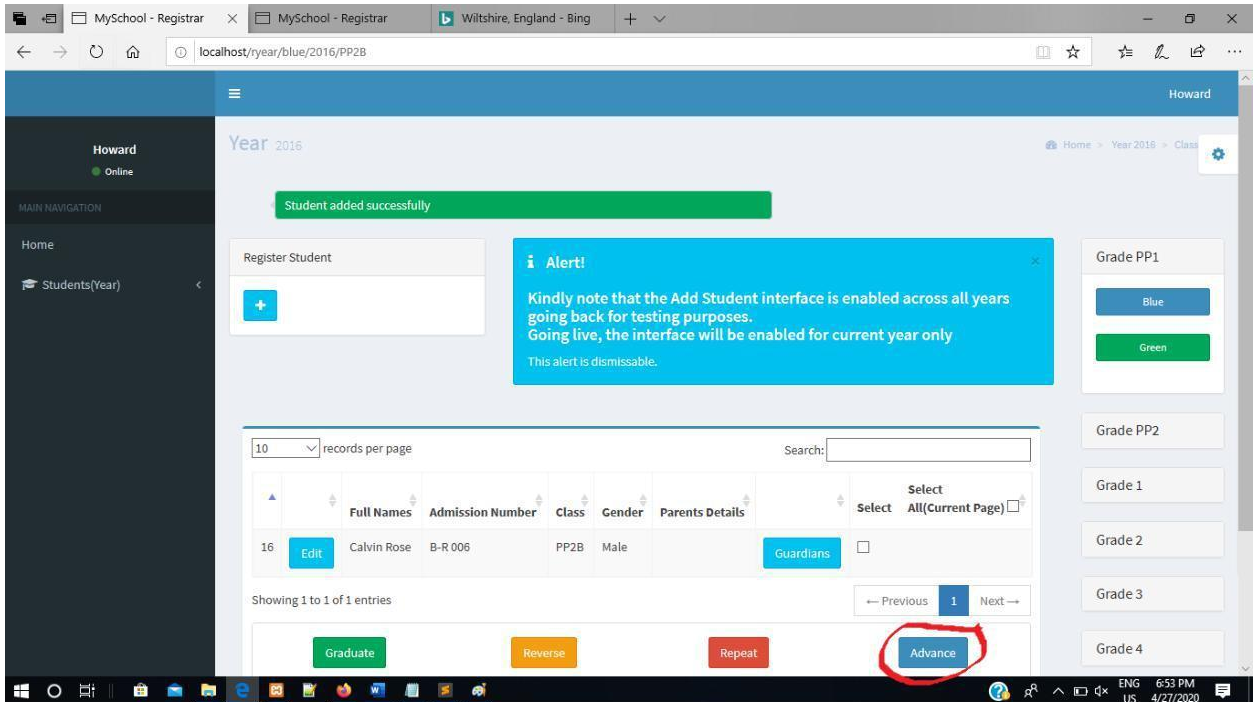 MySchool - Registrar
MySchool - Registrar
Wiltshire, England - Bing
localhost/ryear/blue/2016/PP2B
Howard
Howard
Online
MAIN NAVIGATION
Home
Students(Year)
Year 2016
Home > Year 2016 > Class
Student added successfully
Register Student
+
i Alert!
×
Kindly note that the Add Student interface is enabled across all years
going back for testing purposes.
Going live, the interface will be enabled for current year only
This alert is dismissable.
Grade PP1
Blue
Green
Grade PP2
Grade 1
Grade 2
Grade 3
Grade 4
10 records per page
Search:
Full Names Admission Number Class Gender Parents Details Select Select
All(Current Page)
16 Edit Calvin Rose B-R 006 PP2B Male Guardians
Showing 1 to 1 of 1 entries
← Previous 1 Next →
Graduate Reverse Repeat Advance
ENG 6:53 PM
US 4/27/2020